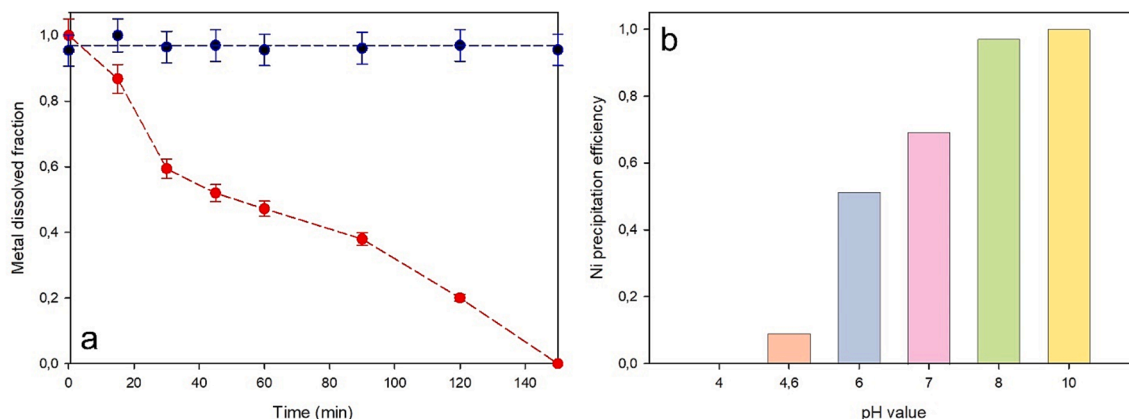 a
Metal dissolved fraction
1,0
0,8
0,6
0,4
0,2
0,0
0 20 40 60 80 100 120 140
Time (min)
b
Ni precipitation efficiency
1,0
0,8
0,6
0,4
0,2
0,0
4 4,6 6 7 8 10
pH value